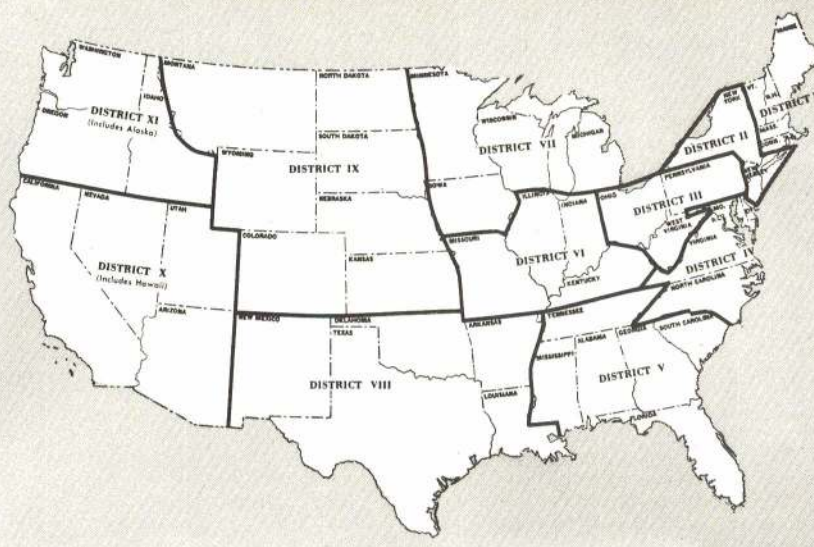 WASHINGTON
MONTANA
NORTH DAKOTA
MINNESOTA
MAINE
IDAHO
OREGON
DISTRICT XI
(Includes Alaska)
WYOMING
SOUTH DAKOTA
DISTRICT IX
WISCONSIN
MICHIGAN
DISTRICT VII
NEW YORK
VT.
N.H.
MASS.
DISTRICT II
CALIFORNIA
NEVADA
UTAH
NEBRASKA
IOWA
ILLINOIS
INDIANA
OHIO
PENNSYLVANIA
DISTRICT III
COLORADO
KANSAS
MISSOURI
DISTRICT VI
KENTUCKY
WEST VIRGINIA
VIRGINIA
DISTRICT IV
DISTRICT X
(Includes Hawaii)
ARIZONA
NEW MEXICO
OKLAHOMA
TEXAS
ARKANSAS
TENNESSEE
NORTH CAROLINA
MISSISSIPPI
ALABAMA
GEORGIA
SOUTH CAROLINA
DISTRICT VIII
LOUISIANA
DISTRICT V
FLORIDA